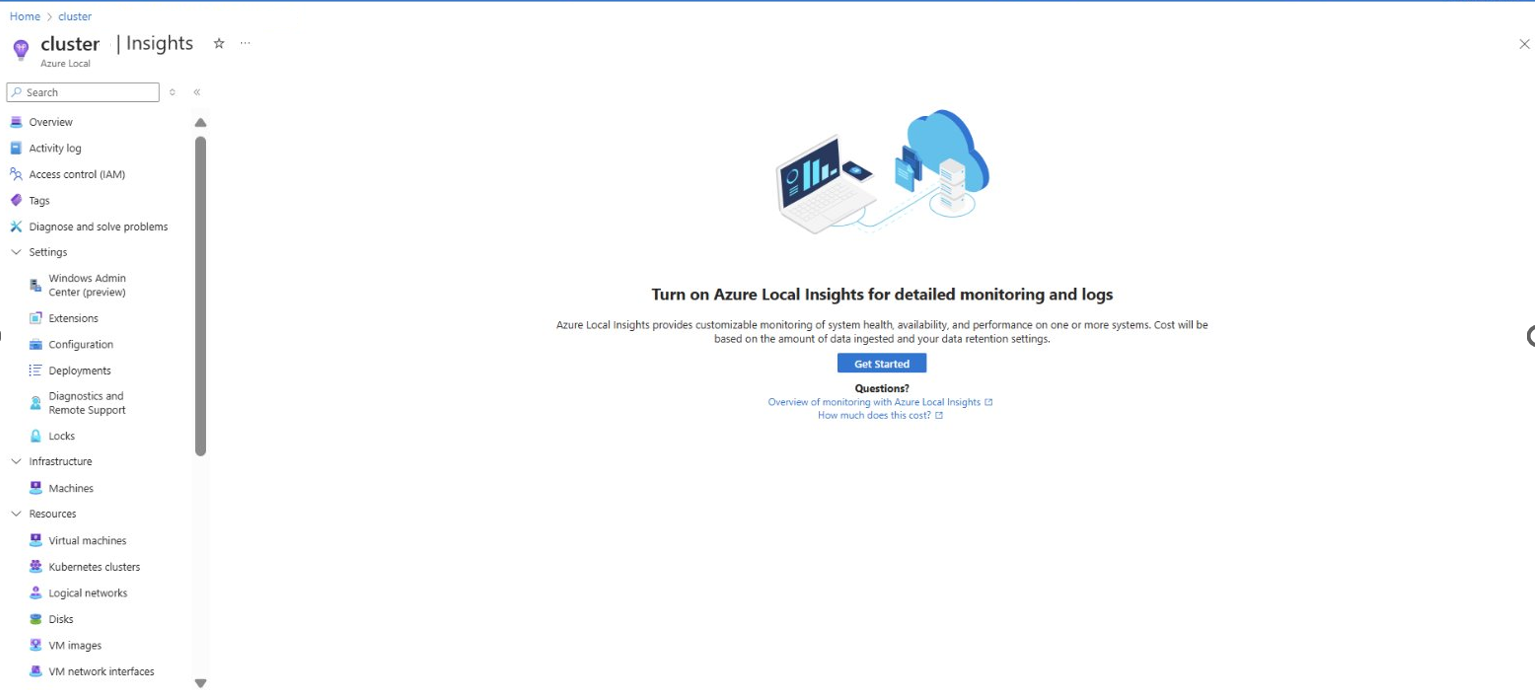 Home > cluster
cluster | Insights ☆ ···
Azure Local
Search
Overview
Activity log
Access control (IAM)
Tags
Diagnose and solve problems
Settings
Windows Admin
Center (preview)
Extensions
Configuration
Deployments
Diagnostics and
Remote Support
Locks
Infrastructure
Machines
Resources
Virtual machines
Kubernetes clusters
Logical networks
Disks
VM images
VM network interfaces
Turn on Azure Local Insights for detailed monitoring and logs
Azure Local Insights provides customizable monitoring of system health, availability, and performance on one or more systems. Cost will be
based on the amount of data ingested and your data retention settings.
Get Started
Questions?
Overview of monitoring with Azure Local Insights
How much does this cost?